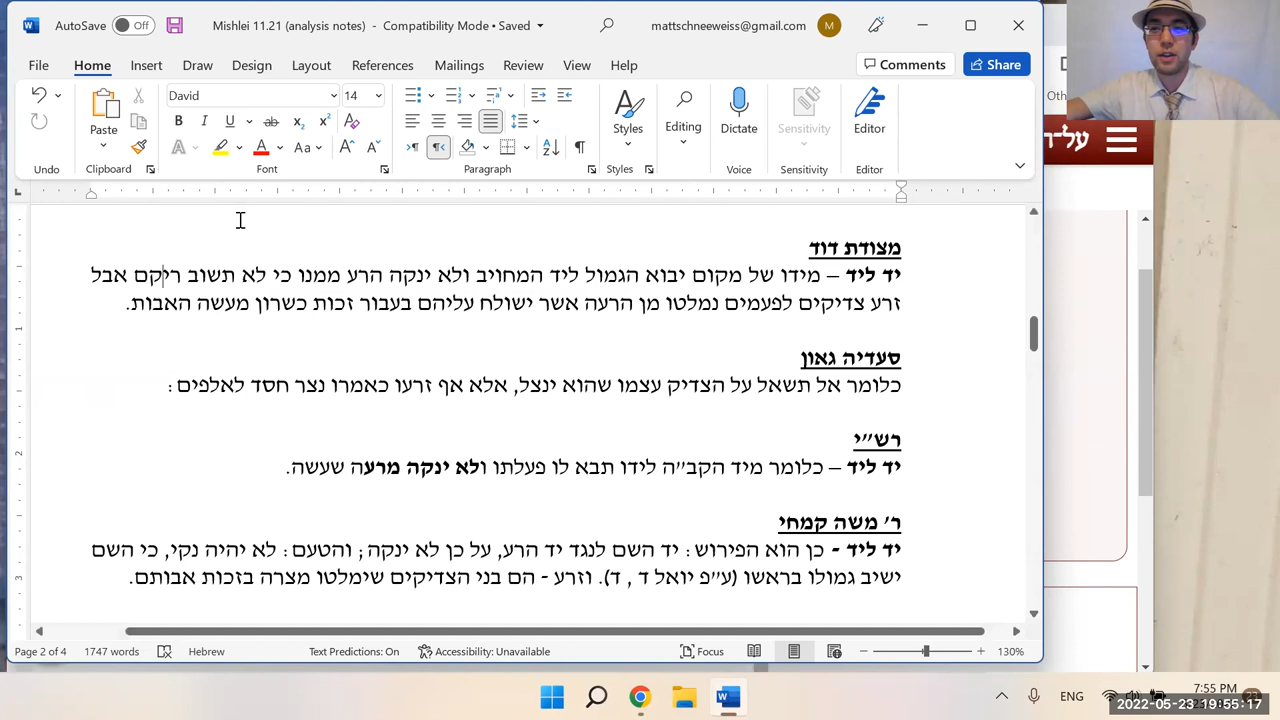 AutoSave
Off
Mishlei 11.21 (analysis notes) - Compatibility Mode • Saved
mattschneeweiss@gmail.com
M
File Home Insert Draw Design Layout References Mailings Review View Help
Comments
Share
David
14
Paste
Styles
Editing
Dictate
Sensitivity
Editor
Undo
Clipboard
Font
Paragraph
Styles
Voice
Sensitivity
Editor
מצודת דוד
יד ליד – מידו של מקום יבוא הגמול ליד המחויב ולא ינקה הרע ממנו כי לא תשוב ריקם אבל
זרע צדיקים לפעמים נמלטו מן הרעה אשר ישולח עליהם בעבור זכות כשרון מעשה האבות.
סעדיה גאון
כלומר אל תשאל על הצדיק עצמו שהוא ינצל, אלא אף זרעו כאמרו נצר חסד לאלפים :
רש״י
יד ליד – כלומר מיד הקב״ה לידו תבא לו פעלתו ולא ינקה מרעה שעשה.
ר׳ משה קמחי
יד ליד - כן הוא הפירוש: יד השם לנגד יד הרע, על כן לא ינקה; והטעם: לא יהיה נקי, כי השם
ישיב גמולו בראשו (ע״פ יואל ד , ד). וזרע - הם בני הצדיקים שימלטו מצרה בזכות אבותם.
Page 2 of 4
1747 words
Hebrew
Text Predictions: On
Accessibility: Unavailable
Focus
130%
על־ה
Oth
ENG
7:55 PM
2022-05-23 19:55:17